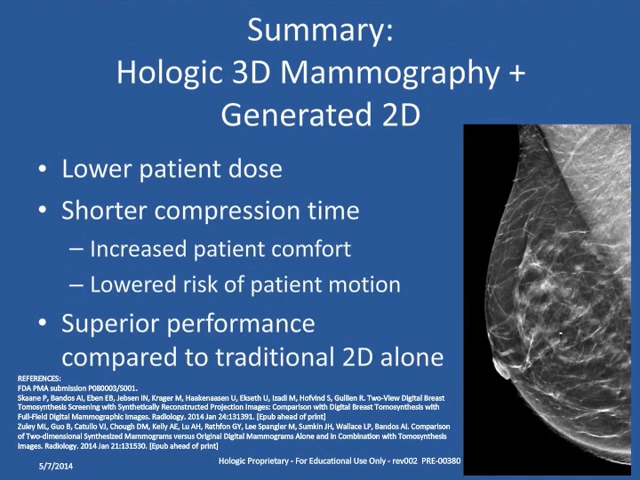 Summary:
Hologic 3D Mammography +
Generated 2D
• Lower patient dose
• Shorter compression time
– Increased patient comfort
– Lowered risk of patient motion
• Superior performance
compared to traditional 2D alone
REFERENCES:
FDA PMA submission P080003/S001.
Skaane P, Bandos AI, Eben EB, Jebsen IN, Krager M, Haakenaasen U, Ekseth U, Izadi M, Hofvind S, Gullien R. Two-View Digital Breast
Tomosynthesis Screening with Synthetically Reconstructed Projection Images: Comparison with Digital Breast Tomosynthesis with
Full-Field Digital Mammographic Images. Radiology. 2014 Jan 24:131391. [Epub ahead of print]
Zuley ML, Guo B, Catullo VJ, Chough DM, Kelly AE, Lu AH, Rathfon GY, Lee Spangler M, Sumkin JH, Wallace LP, Bandos AI. Comparison
of Two-dimensional Synthesized Mammograms versus Original Digital Mammograms Alone and in Combination with Tomosynthesis
Images. Radiology. 2014 Jan 21:131530. [Epub ahead of print]
5/7/2014
Hologic Proprietary - For Educational Use Only - rev002 PRE-00380